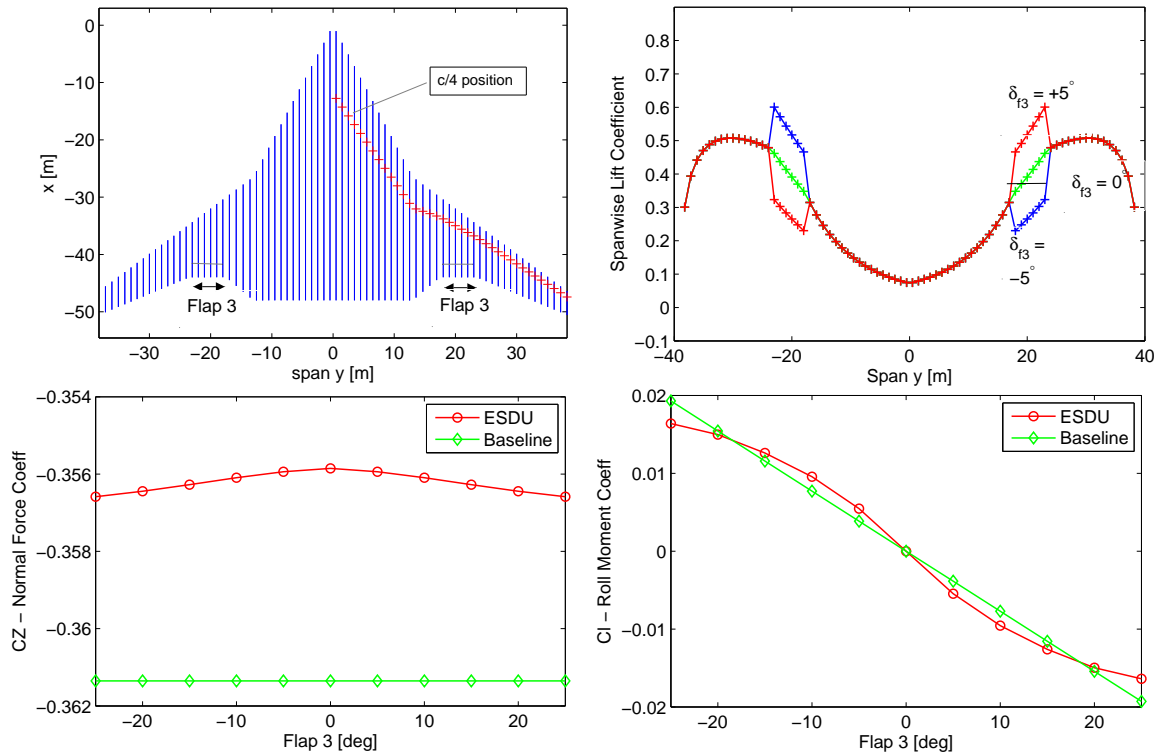 0
−10
−20
−30
−40
−50
x [m]
c/4 position
Flap 3
Flap 3
−30 −20 −10 0 10 20 30
span y [m]
0.8
0.7
0.6
0.5
0.4
0.3
0.2
0.1
0
−0.1
Spanwise Lift Coefficient
δf3 = +5°
δf3 = 0°
δf3 =
−5°
−40 −20 0 20 40
Span y [m]
−0.354
−0.356
−0.358
−0.36
−0.362
CZ − Normal Force Coeff
ESDU
Baseline
−20 −10 0 10 20
Flap 3 [deg]
0.02
0.01
0
−0.01
−0.02
Cl − Roll Moment Coeff
ESDU
Baseline
−20 −10 0 10 20
Flap 3 [deg]